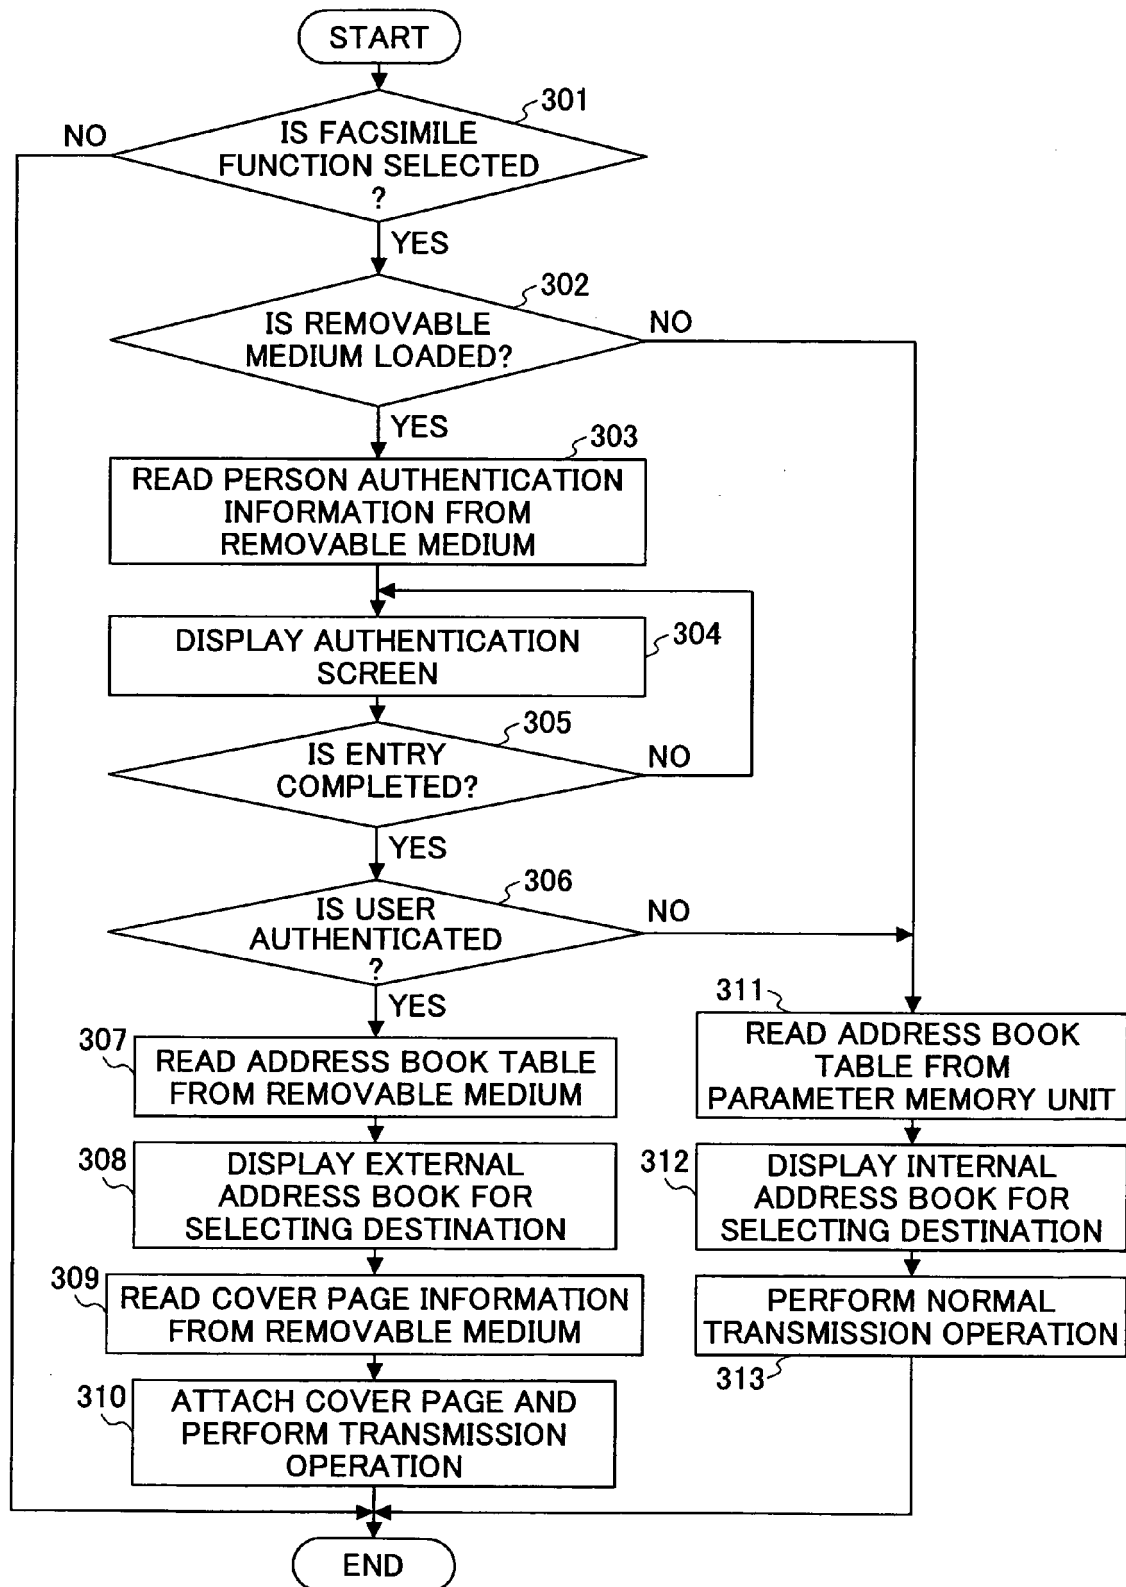 START
301
IS FACSIMILE
FUNCTION SELECTED
?
NO
YES
302
IS REMOVABLE
MEDIUM LOADED?
NO
YES
303
READ PERSON AUTHENTICATION
INFORMATION FROM
REMOVABLE MEDIUM
304
DISPLAY AUTHENTICATION
SCREEN
305
IS ENTRY
COMPLETED?
NO
YES
306
IS USER
AUTHENTICATED
?
NO
YES
307
READ ADDRESS BOOK TABLE
FROM REMOVABLE MEDIUM
308
DISPLAY EXTERNAL
ADDRESS BOOK FOR
SELECTING DESTINATION
309
READ COVER PAGE INFORMATION
FROM REMOVABLE MEDIUM
310
ATTACH COVER PAGE AND
PERFORM TRANSMISSION
OPERATION
311
READ ADDRESS BOOK
TABLE FROM
PARAMETER MEMORY UNIT
312
DISPLAY INTERNAL
ADDRESS BOOK FOR
SELECTING DESTINATION
PERFORM NORMAL
TRANSMISSION OPERATION
313
END